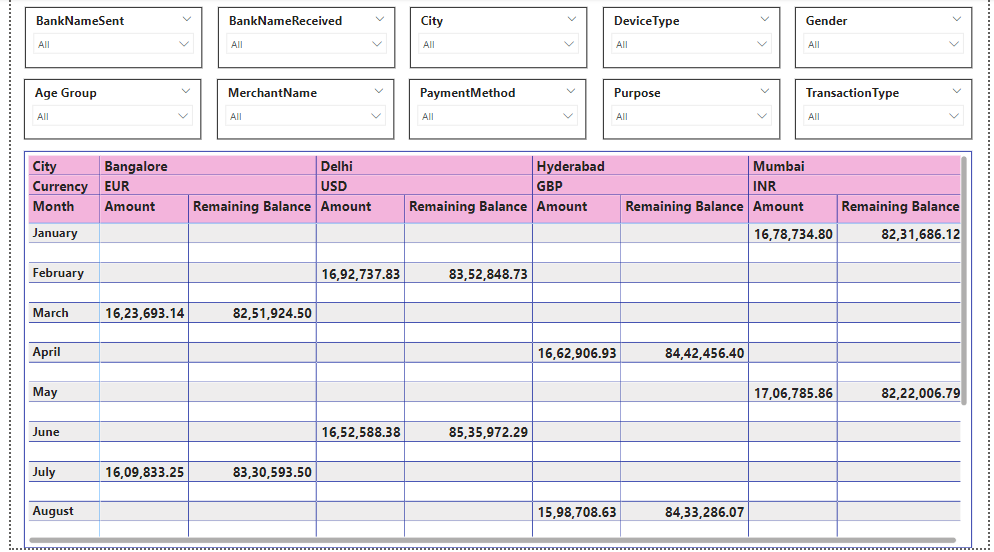 BankNameSent BankNameReceived City DeviceType Gender
All All All All All
Age Group MerchantName PaymentMethod Purpose TransactionType
All All All All All
City Bangalore Delhi Hyderabad Mumbai
Currency EUR USD GBP INR
Month Amount Remaining Balance Amount Remaining Balance Amount Remaining Balance Amount Remaining Balance
January 16,78,734.80 82,31,686.12
February 16,92,737.83 83,52,848.73
March 16,23,693.14 82,51,924.50
April 16,62,906.93 84,42,456.40
May 17,06,785.86 82,22,006.79
June 16,52,588.38 85,35,972.29
July 16,09,833.25 83,30,593.50
August 15,98,708.63 84,33,286.07